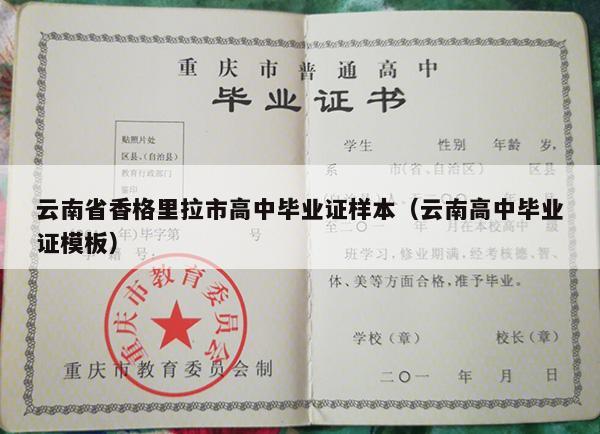 重庆市普通高中
毕业证书
贴照片处
区县、(自治县)
教育行政部门
钢印
云南省香格里拉市高中毕业证样本（云南高中毕业
证模板）
年)毕字第 号
学籍号:
重庆市教育委员会
重庆市教育委员会制
学生 性别 年龄 岁,
系 市(省、自治区) 区县
至二〇一 年 月在本校高中 级
班学习,修业期满,经考核德、智、
体、美等方面合格,准予毕业。
学校(章) 校长(章)
二〇一 年 月 日